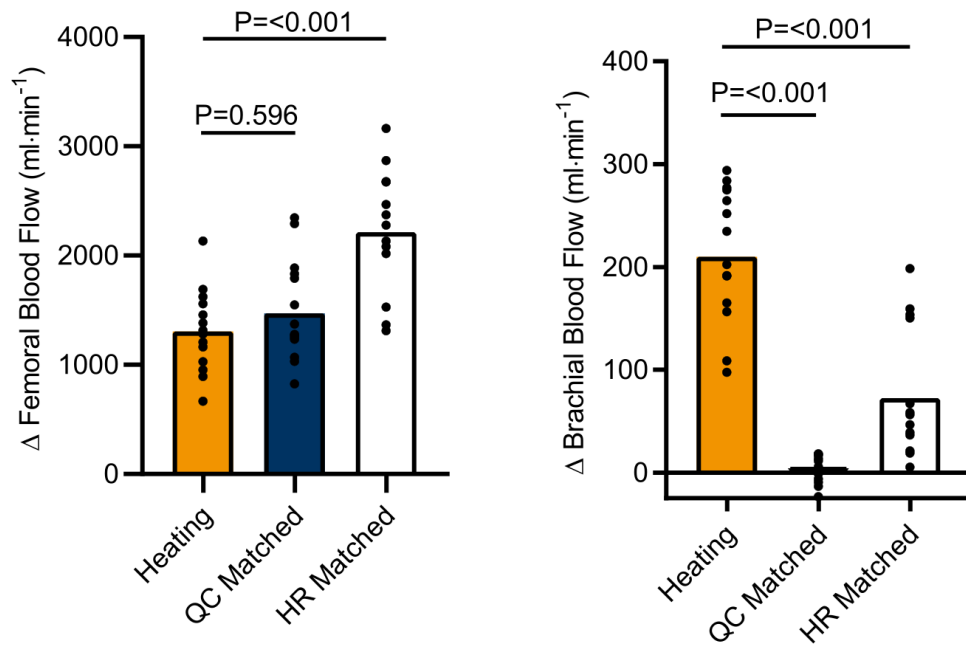 P=<0.001
P=0.596
Δ Femoral Blood Flow (ml·min⁻¹)
4000
3000
2000
1000
0
Heating
QC Matched
HR Matched
P=<0.001
P=<0.001
Δ Brachial Blood Flow (ml·min⁻¹)
400
300
200
100
0
Heating
QC Matched
HR Matched